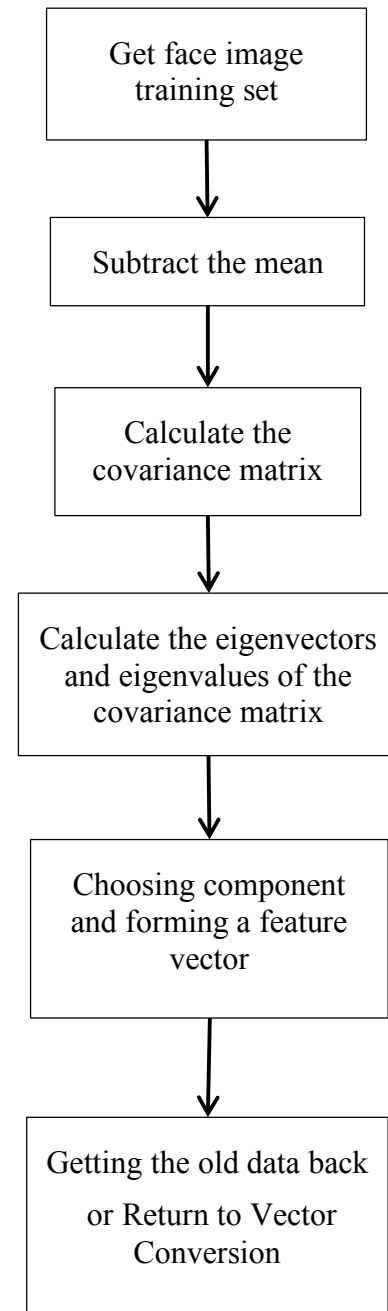 Get face image
training set
Subtract the mean
Calculate the
covariance matrix
Calculate the eigenvectors
and eigenvalues of the
covariance matrix
Choosing component
and forming a feature
vector
Getting the old data back
or Return to Vector
Conversion